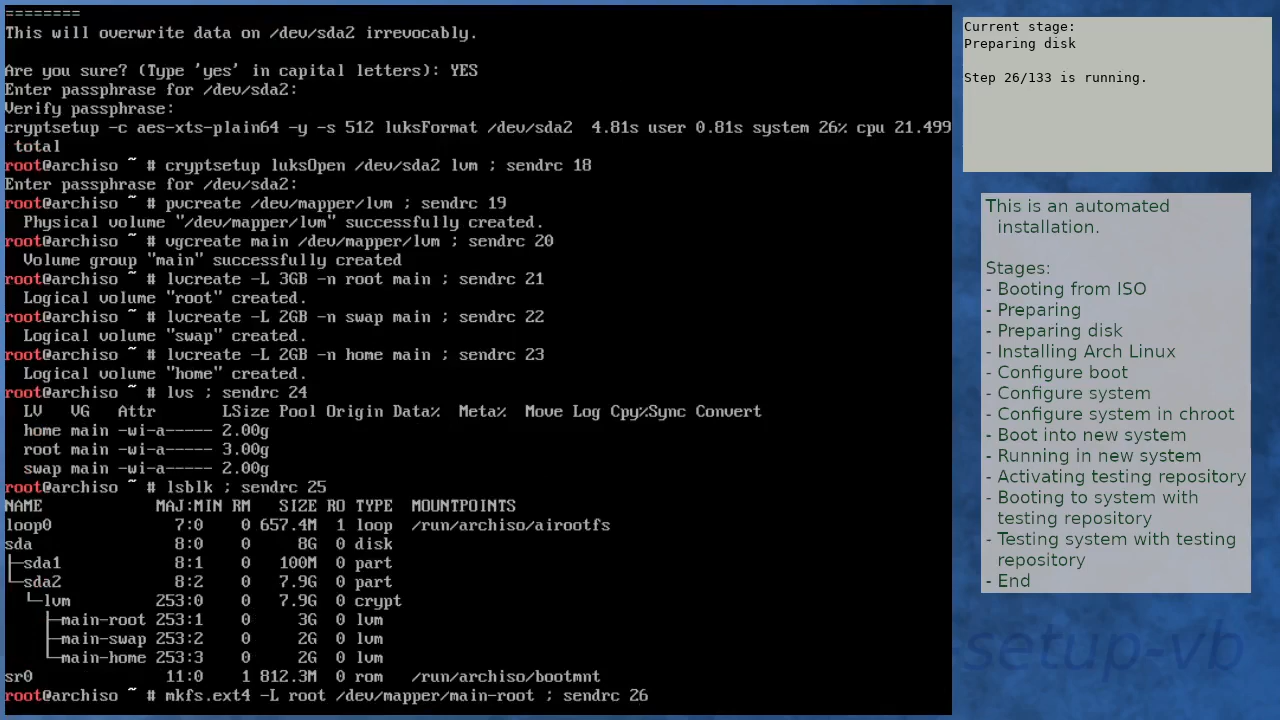 ========
This will overwrite data on /dev/sda2 irrevocably.
Are you sure? (Type 'yes' in capital letters): YES
Enter passphrase for /dev/sda2:
Verify passphrase:
cryptsetup -c aes-xts-plain64 -y -s 512 luksFormat /dev/sda2  4.81s user 0.81s system 26% cpu 21.499
 total
root@archiso ~ # cryptsetup luksOpen /dev/sda2 lvm ; sendrc 18
Enter passphrase for /dev/sda2:
root@archiso ~ # pvcreate /dev/mapper/lvm ; sendrc 19
  Physical volume "/dev/mapper/lvm" successfully created.
root@archiso ~ # vgcreate main /dev/mapper/lvm ; sendrc 20
  Volume group "main" successfully created
root@archiso ~ # lvcreate -L 3GB -n root main ; sendrc 21
  Logical volume "root" created.
root@archiso ~ # lvcreate -L 2GB -n swap main ; sendrc 22
  Logical volume "swap" created.
root@archiso ~ # lvcreate -L 2GB -n home main ; sendrc 23
  Logical volume "home" created.
root@archiso ~ # lvs ; sendrc 24
  LV   VG   Attr       LSize Pool Origin Data%  Meta%  Move Log Cpy%Sync Convert
  home main -wi-a----- 2.00g
  root main -wi-a----- 3.00g
  swap main -wi-a----- 2.00g
root@archiso ~ # lsblk ; sendrc 25
NAME            MAJ:MIN RM   SIZE RO TYPE  MOUNTPOINTS
loop0             7:0    0 657.4M  1 loop  /run/archiso/airootfs
sda               8:0    0     8G  0 disk
├─sda1            8:1    0   100M  0 part
└─sda2            8:2    0   7.9G  0 part
  └─lvm         253:0    0   7.9G  0 crypt
    ├─main-root 253:1    0     3G  0 lvm
    ├─main-swap 253:2    0     2G  0 lvm
    └─main-home 253:3    0     2G  0 lvm
sr0              11:0    1 812.3M  0 rom   /run/archiso/bootmnt
root@archiso ~ # mkfs.ext4 -L root /dev/mapper/main-root ; sendrc 26
Current stage:
Preparing disk
Step 26/133 is running.
This is an automated
installation.
Stages:
- Booting from ISO
- Preparing
- Preparing disk
- Installing Arch Linux
- Configure boot
- Configure system
- Configure system in chroot
- Boot into new system
- Running in new system
- Activating testing repository
- Booting to system with
testing repository
- Testing system with testing
repository
- End
-setup-vb